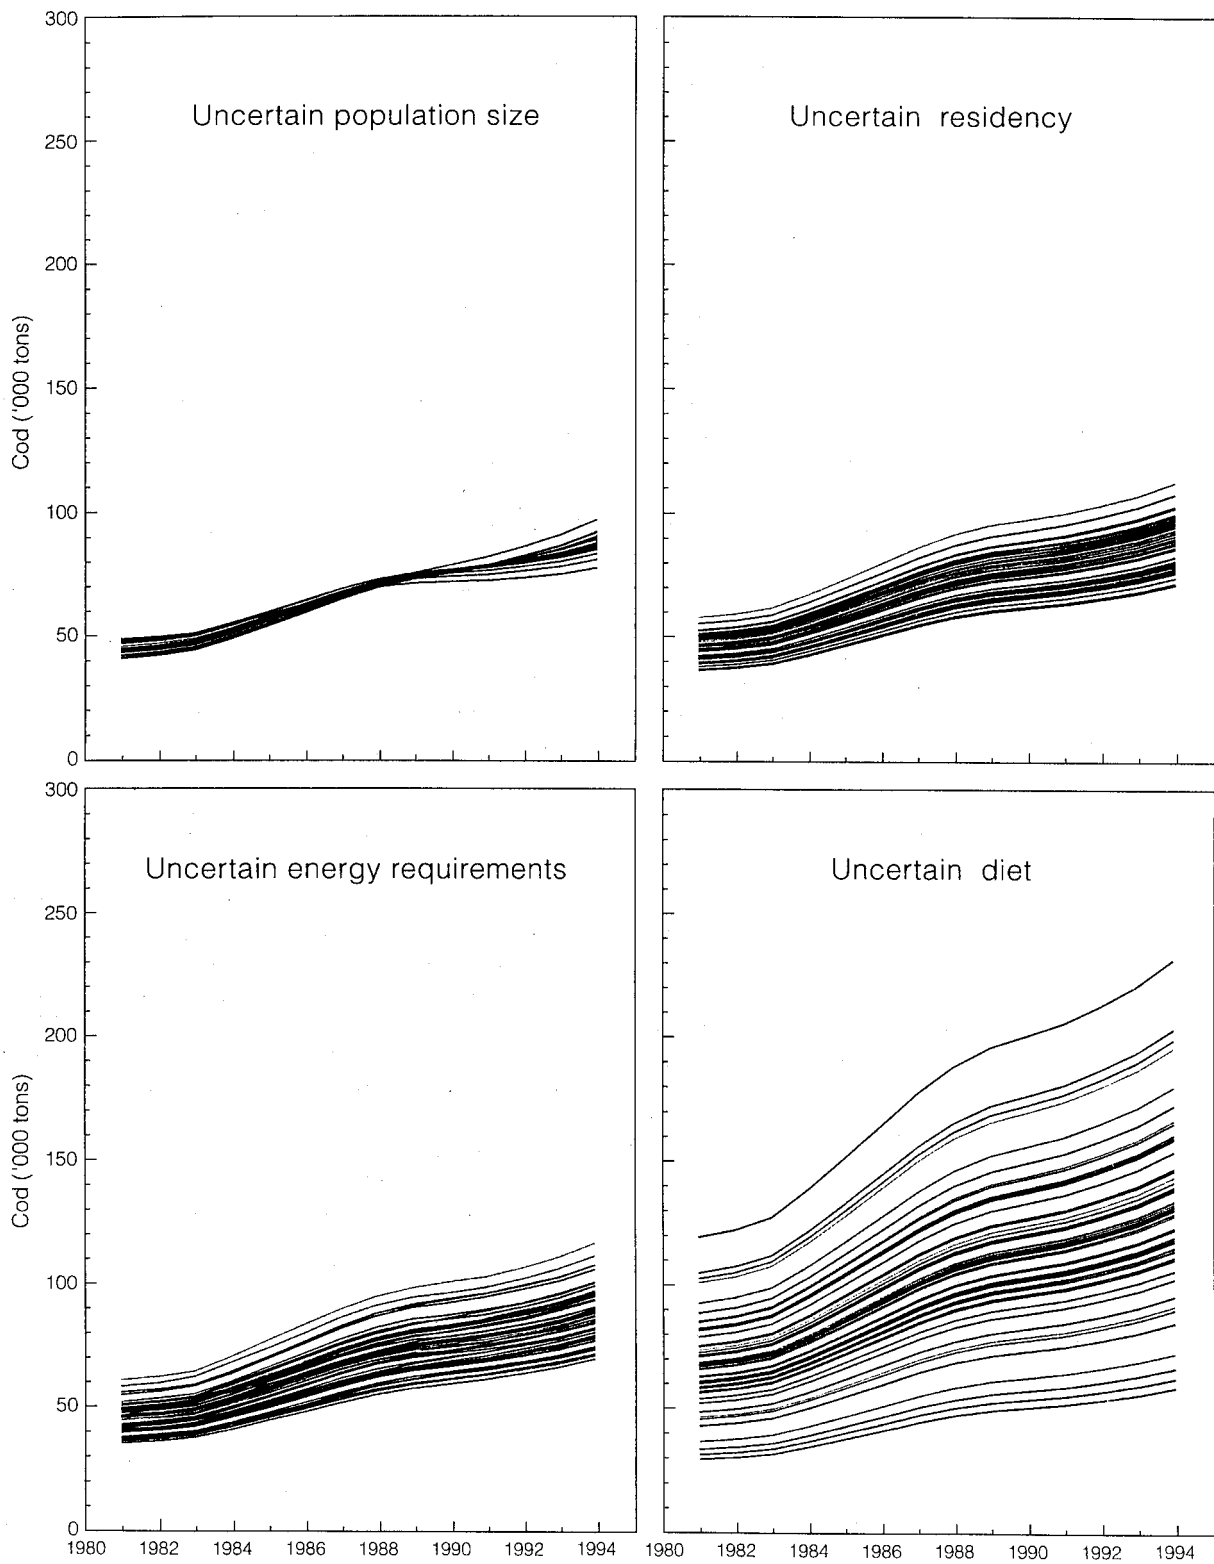 300
250
200
150
100
50
0
Cod ('000 tons)
Uncertain population size
Uncertain residency
300
250
200
150
100
50
0
Cod ('000 tons)
Uncertain energy requirements
Uncertain diet
1980 1982 1984 1986 1988 1990 1992 1994
1980 1982 1984 1986 1988 1990 1992 1994